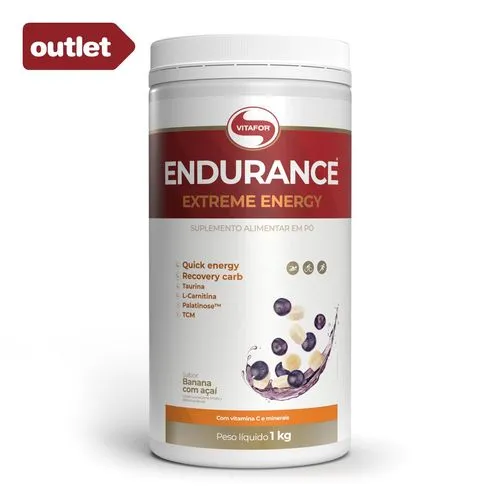 outlet
VITAFOR
ENDURANCE
EXTREME ENERGY
SUPLEMENTO ALIMENTAR EM PÓ
Quick energy
Recovery carb
Taurina
L-Carnitina
Palatinose™
TCM
sabor
Banana
com açaí
Com vitamina C e minerais
Peso líquido 1 kg